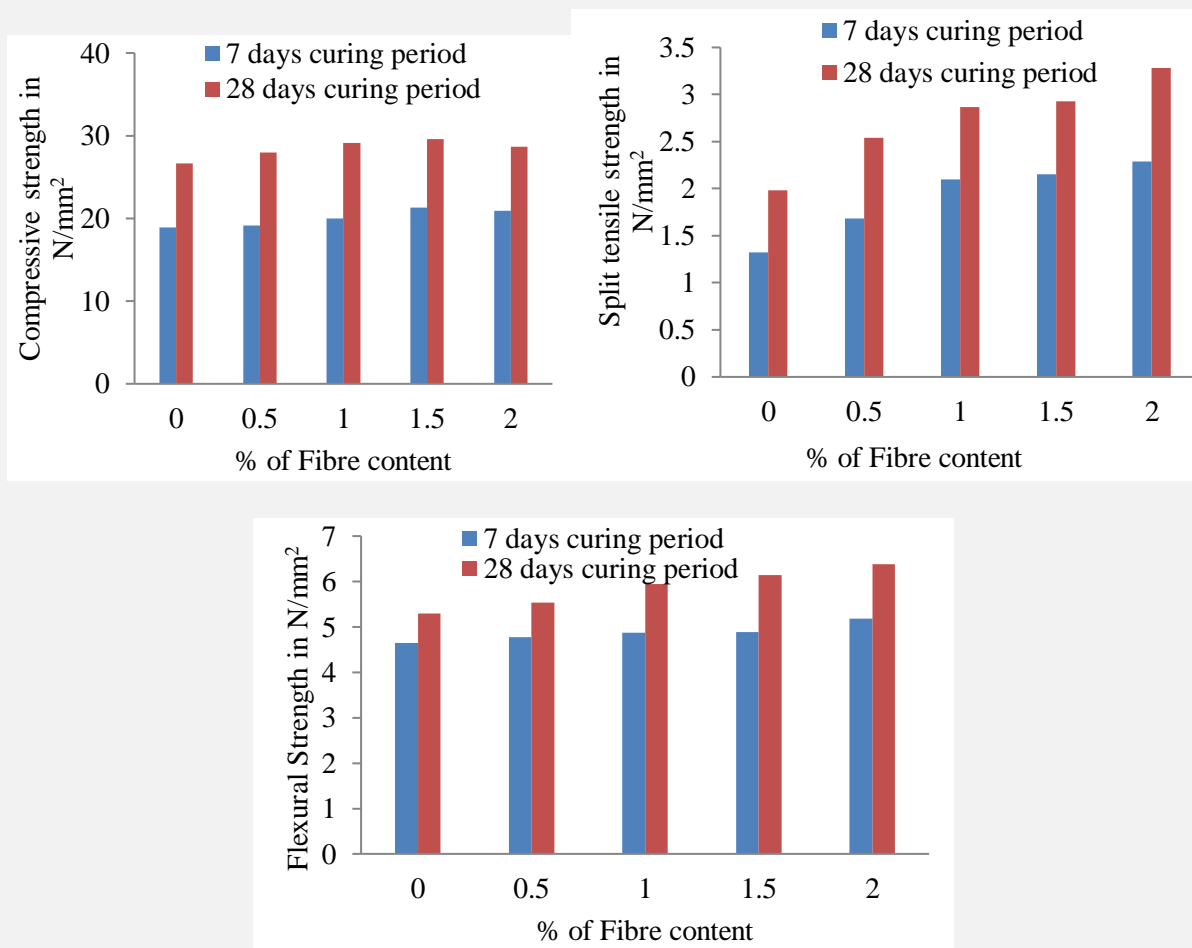 Compressive strength in
N/mm²
40
30
20
10
0
7 days curing period
28 days curing period
0 0.5 1 1.5 2
% of Fibre content
Split tensile strength in
N/mm²
3.5
3
2.5
2
1.5
1
0.5
0
7 days curing period
28 days curing period
0 0.5 1 1.5 2
% of Fibre content
Flexural Strength in N/mm²
7
6
5
4
3
2
1
0
7 days curing period
28 days curing period
0 0.5 1 1.5 2
% of Fibre content